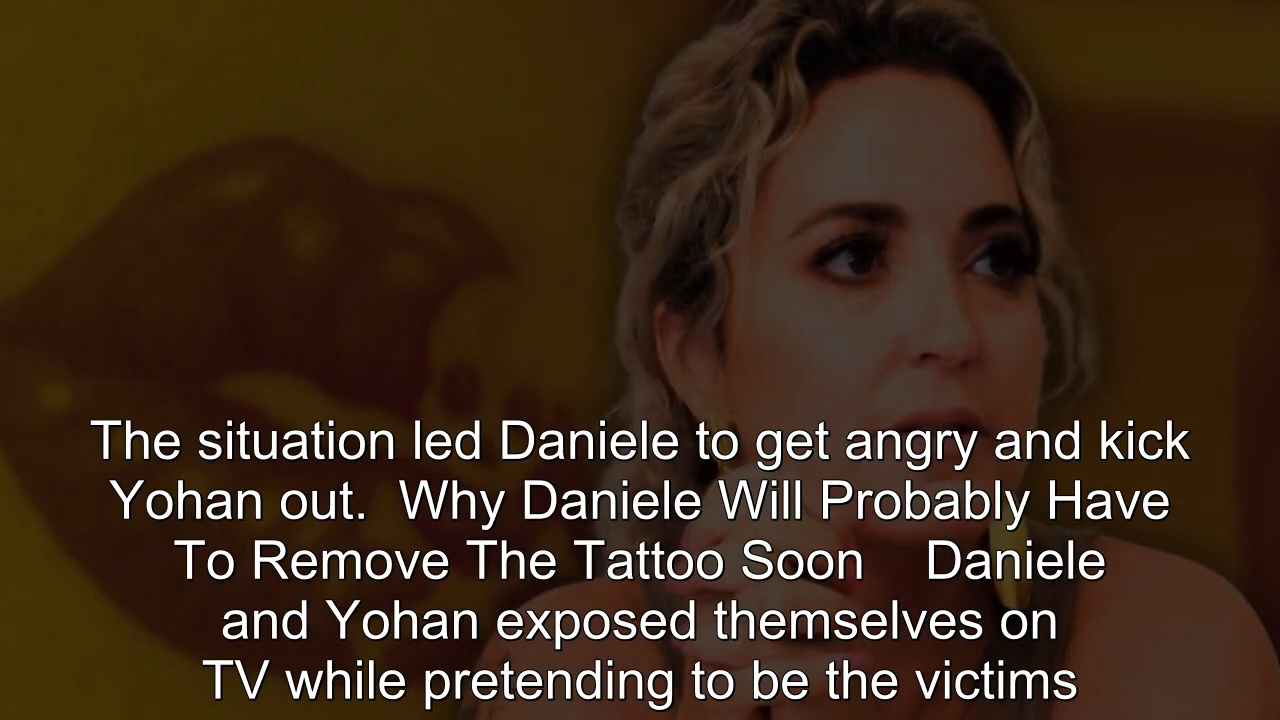 The situation led Daniele to get angry and kick
Yohan out.  Why Daniele Will Probably Have
To Remove The Tattoo Soon    Daniele
and Yohan exposed themselves on
TV while pretending to be the victims